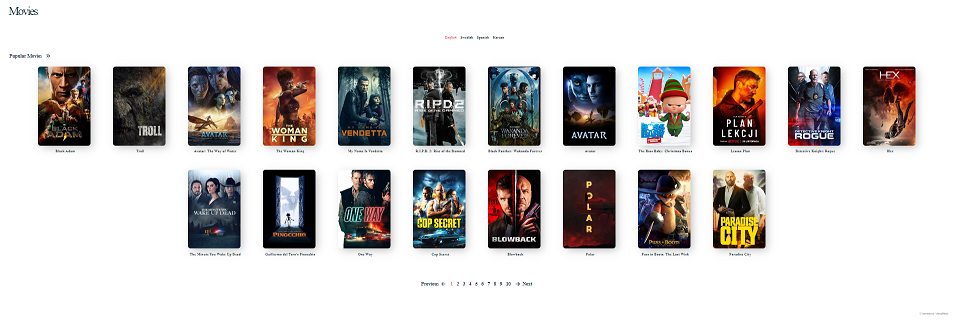 Movies
English Swedish Spanish Korean
Popular Movies »
BLACK ADAM
TROLL
AVATAR
THE WOMAN KING
VENDETTA
R.I.P.D.2
WAKANDA FOREVER
AVATAR
PLAN LEKCJI
DETECTIVE KNIGHT ROGUE
HEX
Black Adam
Troll
Avatar: The Way of Water
The Woman King
My Name Is Vendetta
R.I.P.D. 2: Rise of the Damned
Black Panther: Wakanda Forever
Avatar
The Boss Baby: Christmas Bonus
Lesson Plan
Detective Knight: Rogue
Hex
WAKE UP DEAD
PINOCCHIO
ONE WAY
COP SECRET
BLOWBACK
POLAR
Puss in Boots
PARADISE CITY
The Minute You Wake Up Dead
Guillermo del Toro's Pinocchio
One Way
Cop Secret
Blowback
Polar
Puss in Boots: The Last Wish
Paradise City
Previous ← 1 2 3 4 5 6 7 8 9 10 → Next